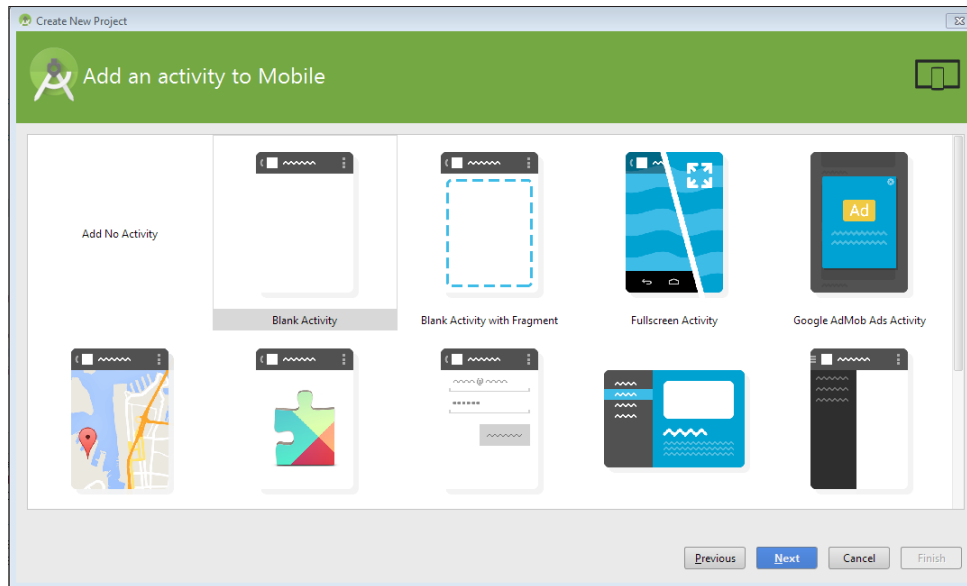 Create New Project
Add an activity to Mobile
Add No Activity
Blank Activity
Blank Activity with Fragment
Fullscreen Activity
Ad
Google AdMob Ads Activity
@
Previous
Next
Cancel
Finish